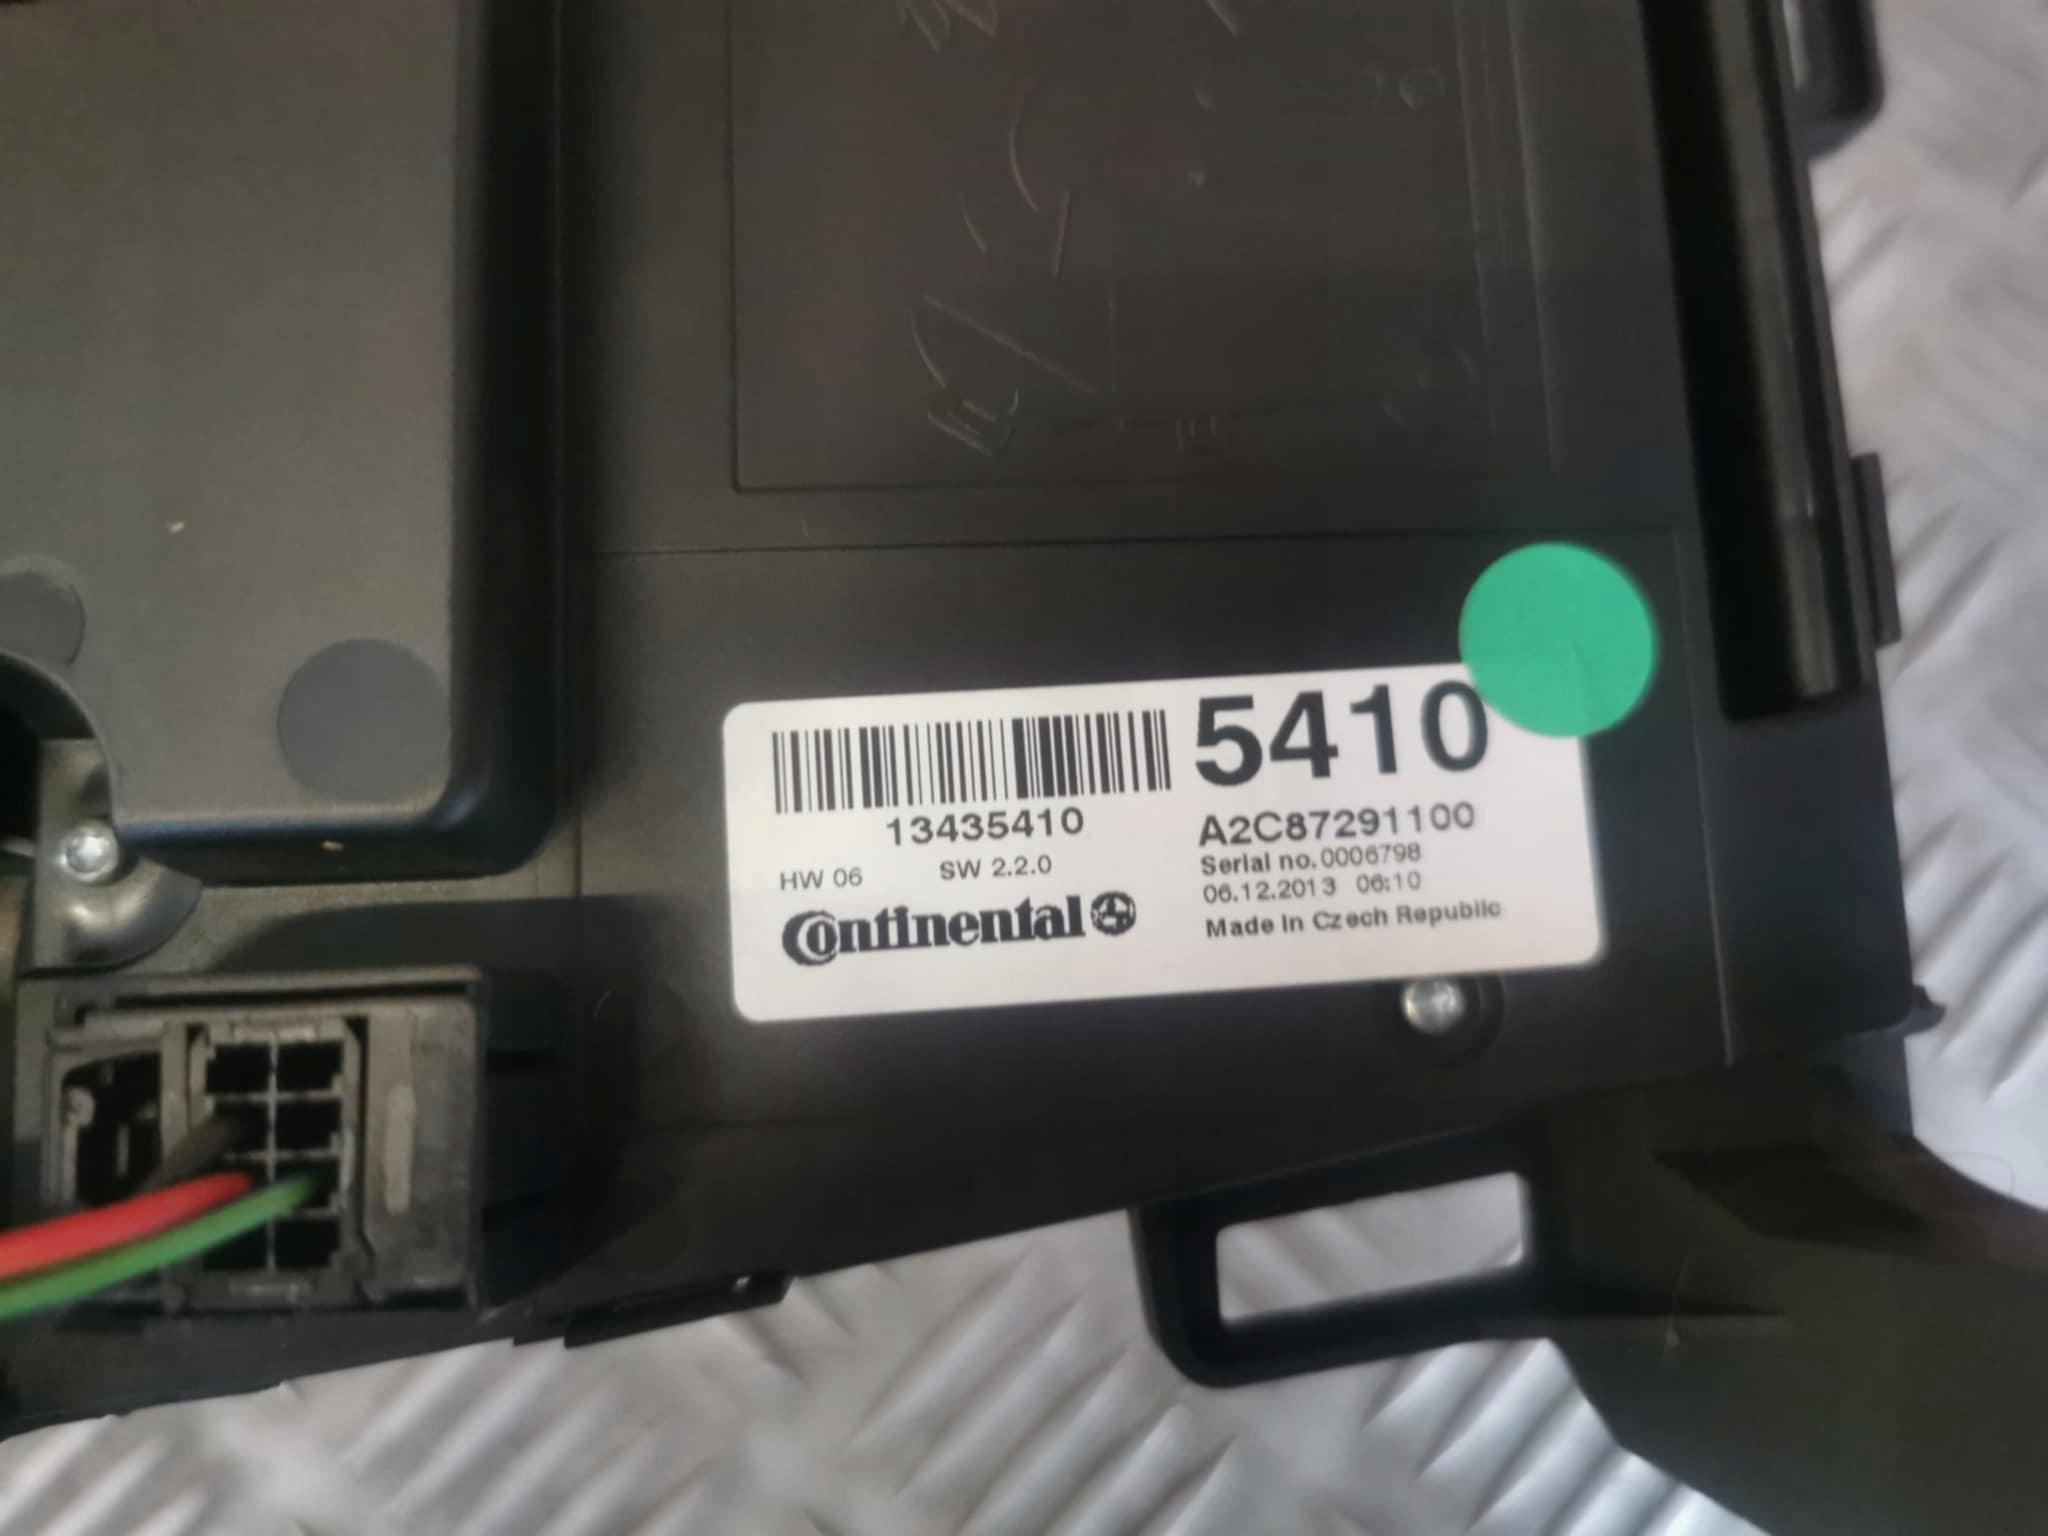 5410
13435410
A2C87291100
HW 06 SW 2.2.0
Serial no.0006798
06.12.2013 06:10
Continental
Made in Czech Republic